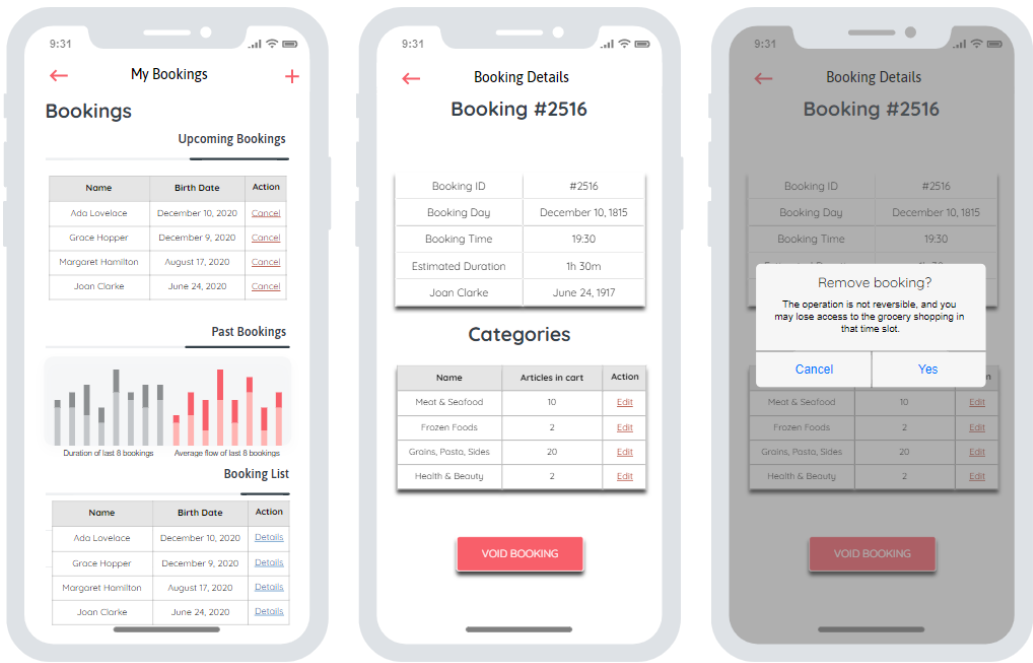 9:31
My Bookings
Bookings
Upcoming Bookings
Name Birth Date Action
Ada Lovelace December 10, 2020 Cancel
Grace Hopper December 9, 2020 Cancel
Margaret Hamilton August 17, 2020 Cancel
Joan Clarke June 24, 2020 Cancel
Past Bookings
Duration of last 8 bookings Average flow of last 8 bookings
Booking List
Name Birth Date Action
Ada Lovelace December 10, 2020 Details
Grace Hopper December 9, 2020 Details
Margaret Hamilton August 17, 2020 Details
Joan Clarke June 24, 2020 Details
9:31
Booking Details
Booking #2516
Booking ID #2516
Booking Day December 10, 1815
Booking Time 19:30
Estimated Duration 1h 30m
Joan Clarke June 24, 1917
Categories
Name Articles in cart Action
Meat & Seafood 10 Edit
Frozen Foods 2 Edit
Grains, Pasta, Sides 20 Edit
Health & Beauty 2 Edit
VOID BOOKING
9:31
Booking Details
Booking #2516
Booking ID #2516
Booking Day December 10, 1815
Booking Time 19:30
Remove booking?
The operation is not reversible, and you
may lose access to the grocery shopping in
that time slot.
Cancel Yes
Meat & Seafood 10 Edit
Frozen Foods 2 Edit
Grains, Pasta, Sides 20 Edit
Health & Beauty 2 Edit
VOID BOOKING